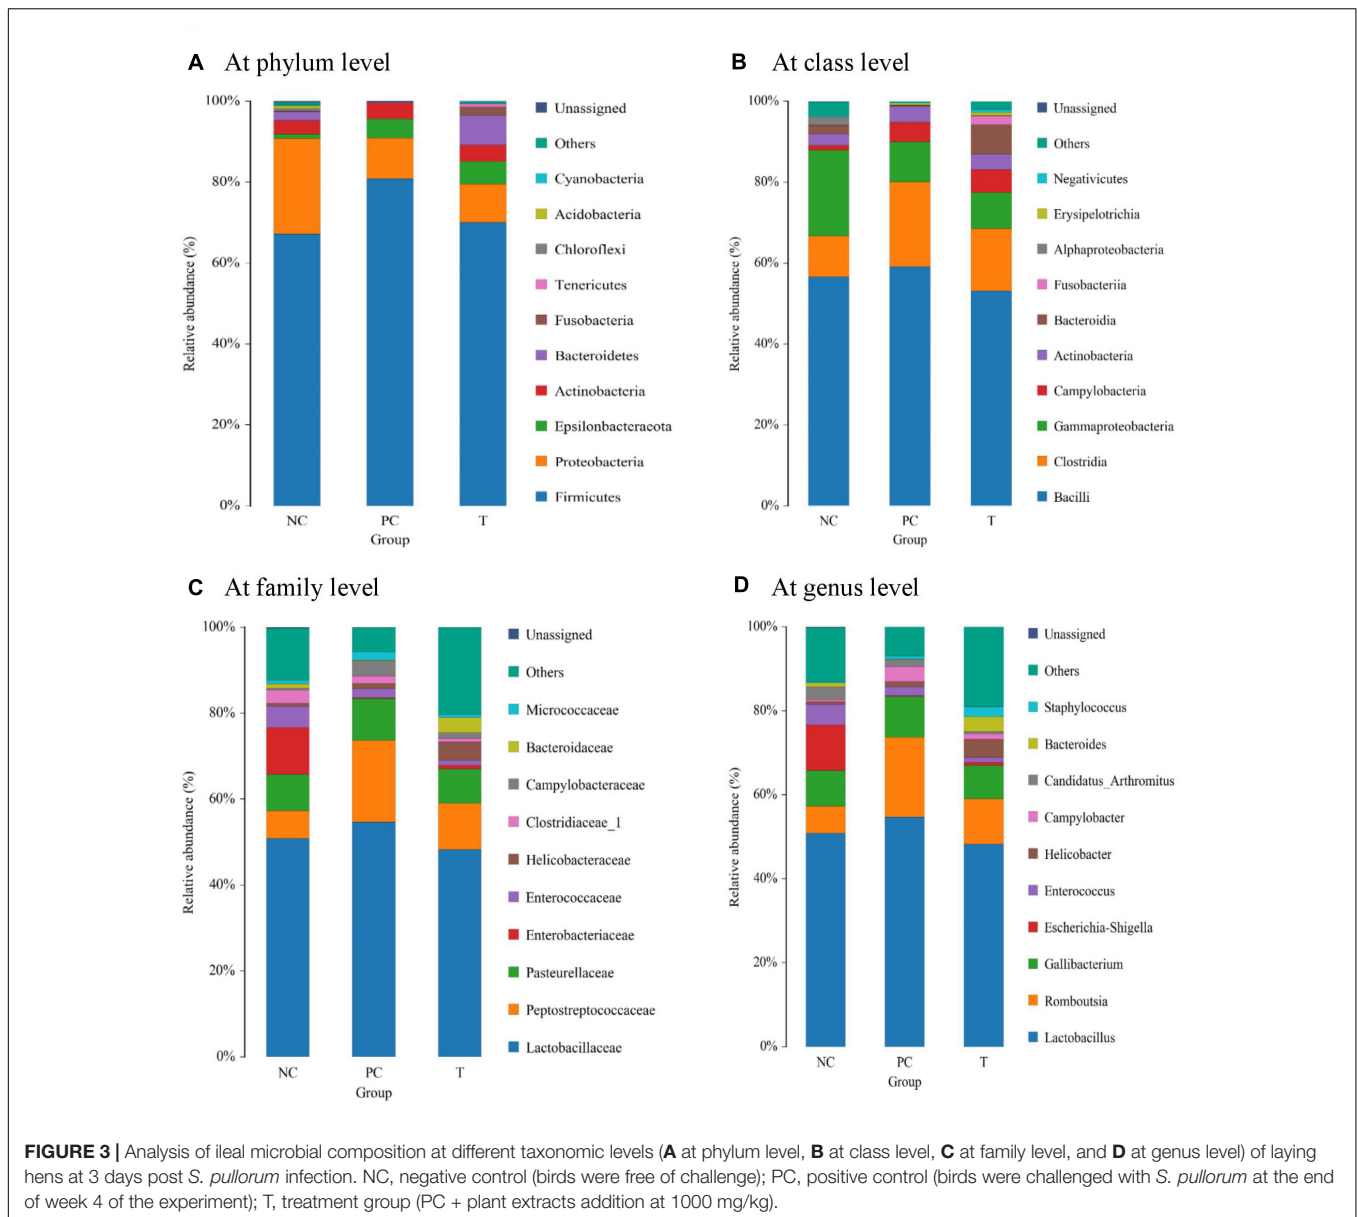 A At phylum level
100%
80%
60%
40%
20%
0%
Relative abundance (%)
NC PC T
Group
Unassigned
Others
Cyanobacteria
Acidobacteria
Chloroflexi
Tenericutes
Fusobacteria
Bacteroidetes
Actinobacteria
Epsilonbacteraeota
Proteobacteria
Firmicutes
B At class level
100%
80%
60%
40%
20%
0%
Relative abundance (%)
NC PC T
Group
Unassigned
Others
Negativicutes
Erysipelotrichia
Alphaproteobacteria
Fusobacteriia
Bacteroidia
Actinobacteria
Campylobacteria
Gammaproteobacteria
Clostridia
Bacilli
C At family level
100%
80%
60%
40%
20%
0%
Relative abundance (%)
NC PC T
Group
Unassigned
Others
Micrococcaceae
Bacteroidaceae
Campylobacteraceae
Clostridiaceae_1
Helicobacteraceae
Enterococcaceae
Enterobacteriaceae
Pasteurellaceae
Peptostreptococcaceae
Lactobacillaceae
D At genus level
100%
80%
60%
40%
20%
0%
Relative abundance (%)
NC PC T
Group
Unassigned
Others
Staphylococcus
Bacteroides
Candidatus_Arthromitus
Campylobacter
Helicobacter
Enterococcus
Escherichia-Shigella
Gallibacterium
Romboutsia
Lactobacillus
FIGURE 3 | Analysis of ileal microbial composition at different taxonomic levels (A at phylum level, B at class level, C at family level, and D at genus level) of laying
hens at 3 days post S. pullorum infection. NC, negative control (birds were free of challenge); PC, positive control (birds were challenged with S. pullorum at the end
of week 4 of the experiment); T, treatment group (PC + plant extracts addition at 1000 mg/kg).